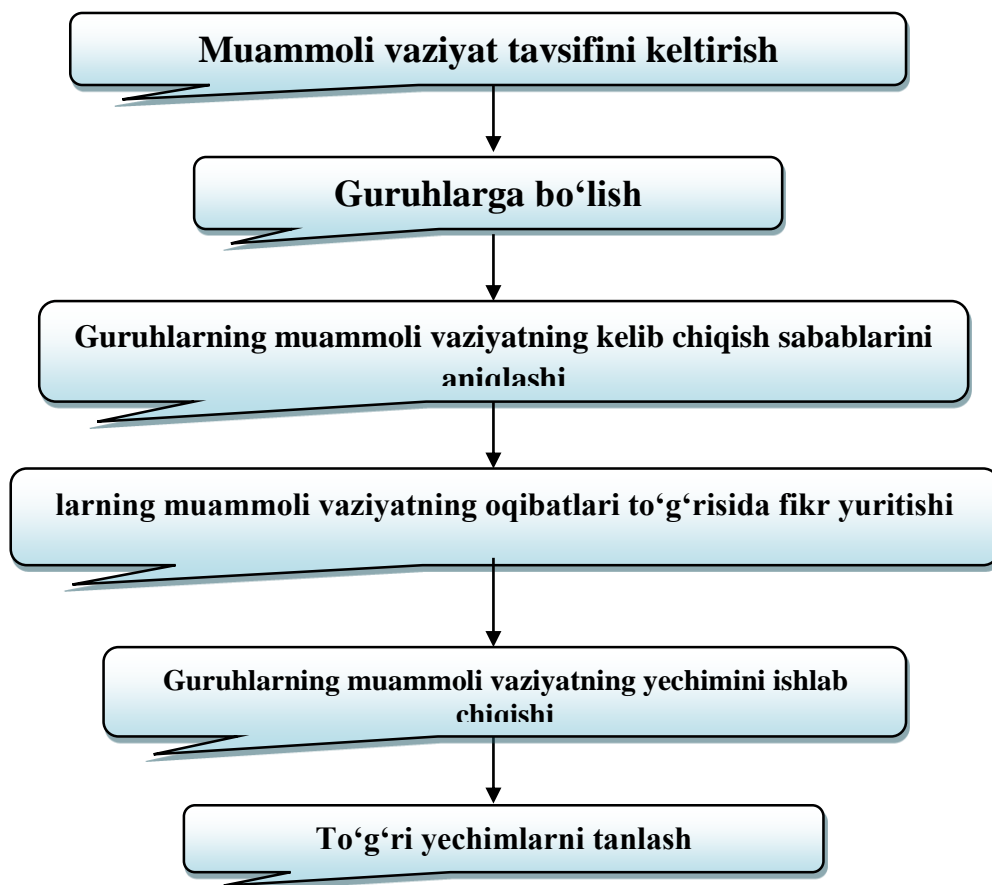 Muammoli vaziyat tavsifini keltirish
Guruhlarga bo‘lish
Guruhlarning muammoli vaziyatning kelib chiqish sabablarini
aniqlashi
larning muammoli vaziyatning oqibatlari to‘g‘risida fikr yuritishi
Guruhlarning muammoli vaziyatning yechimini ishlab
chiqishi
To‘g‘ri yechimlarni tanlash